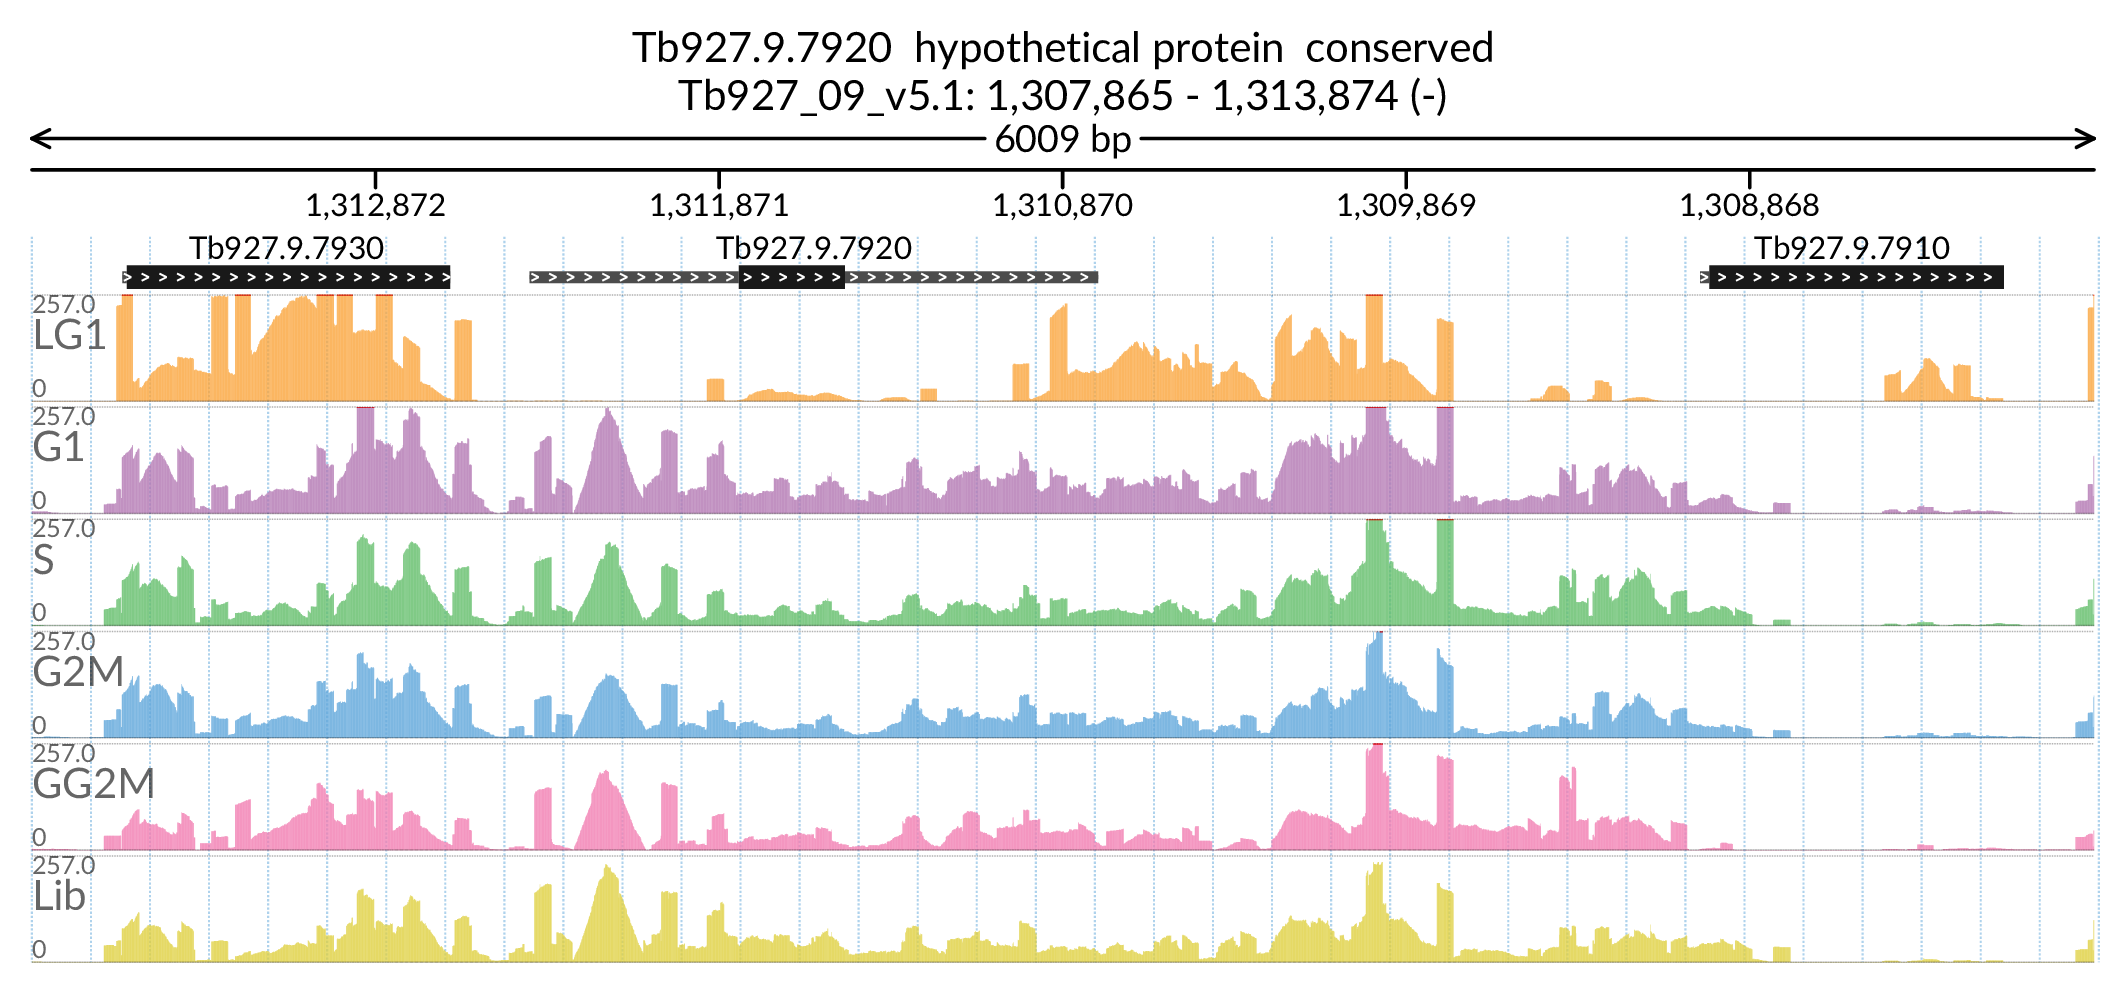 Tb927.9.7920  hypothetical protein  conserved
Tb927_09_v5.1: 1,307,865 - 1,313,874 (-)
6009 bp
1,312,872 1,311,871 1,310,870 1,309,869 1,308,868
Tb927.9.7930 Tb927.9.7920 Tb927.9.7910
257.0
LG1
0
257.0
G1
0
257.0
S
0
257.0
G2M
0
257.0
GG2M
0
257.0
Lib
0